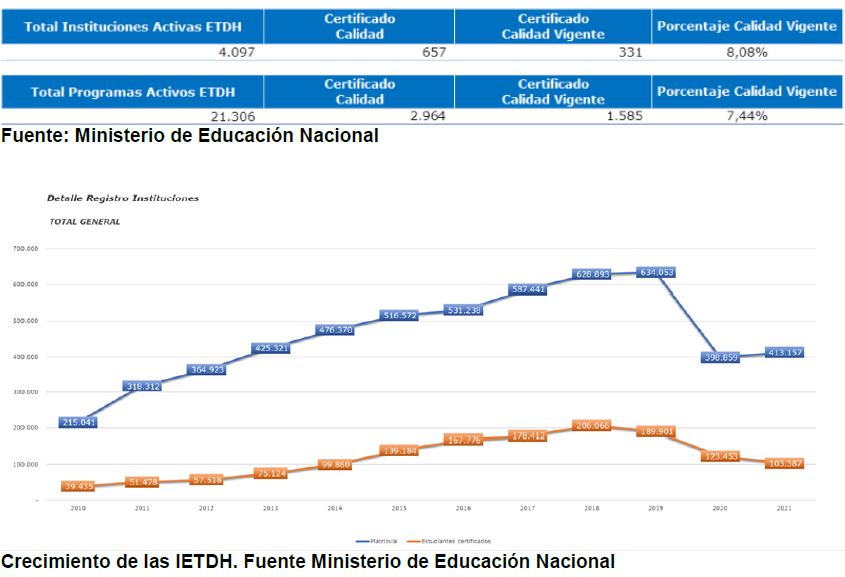 Total Instituciones Activas ETDH Certificado Calidad Certificado Calidad Vigente Porcentaje Calidad Vigente
4.097 657 331 8,08%
Total Programas Activos ETDH Certificado Calidad Certificado Calidad Vigente Porcentaje Calidad Vigente
21.306 2.964 1.585 7,44%
Fuente: Ministerio de Educación Nacional
Detalle Registro Instituciones
TOTAL GENERAL
700.000
600.000
500.000
400.000
300.000
200.000
100.000
-
215.041 318.312 364.923 425.321 476.370 516.572 531.238 587.441 628.893 634.053 398.859 413.157
39.435 51.478 57.518 75.124 99.860 139.184 167.776 178.412 206.066 189.901 123.453 103.387
2010 2011 2012 2013 2014 2015 2016 2017 2018 2019 2020 2021
Matrícula Estudiantes certificados
Crecimiento de las IETDH. Fuente Ministerio de Educación Nacional